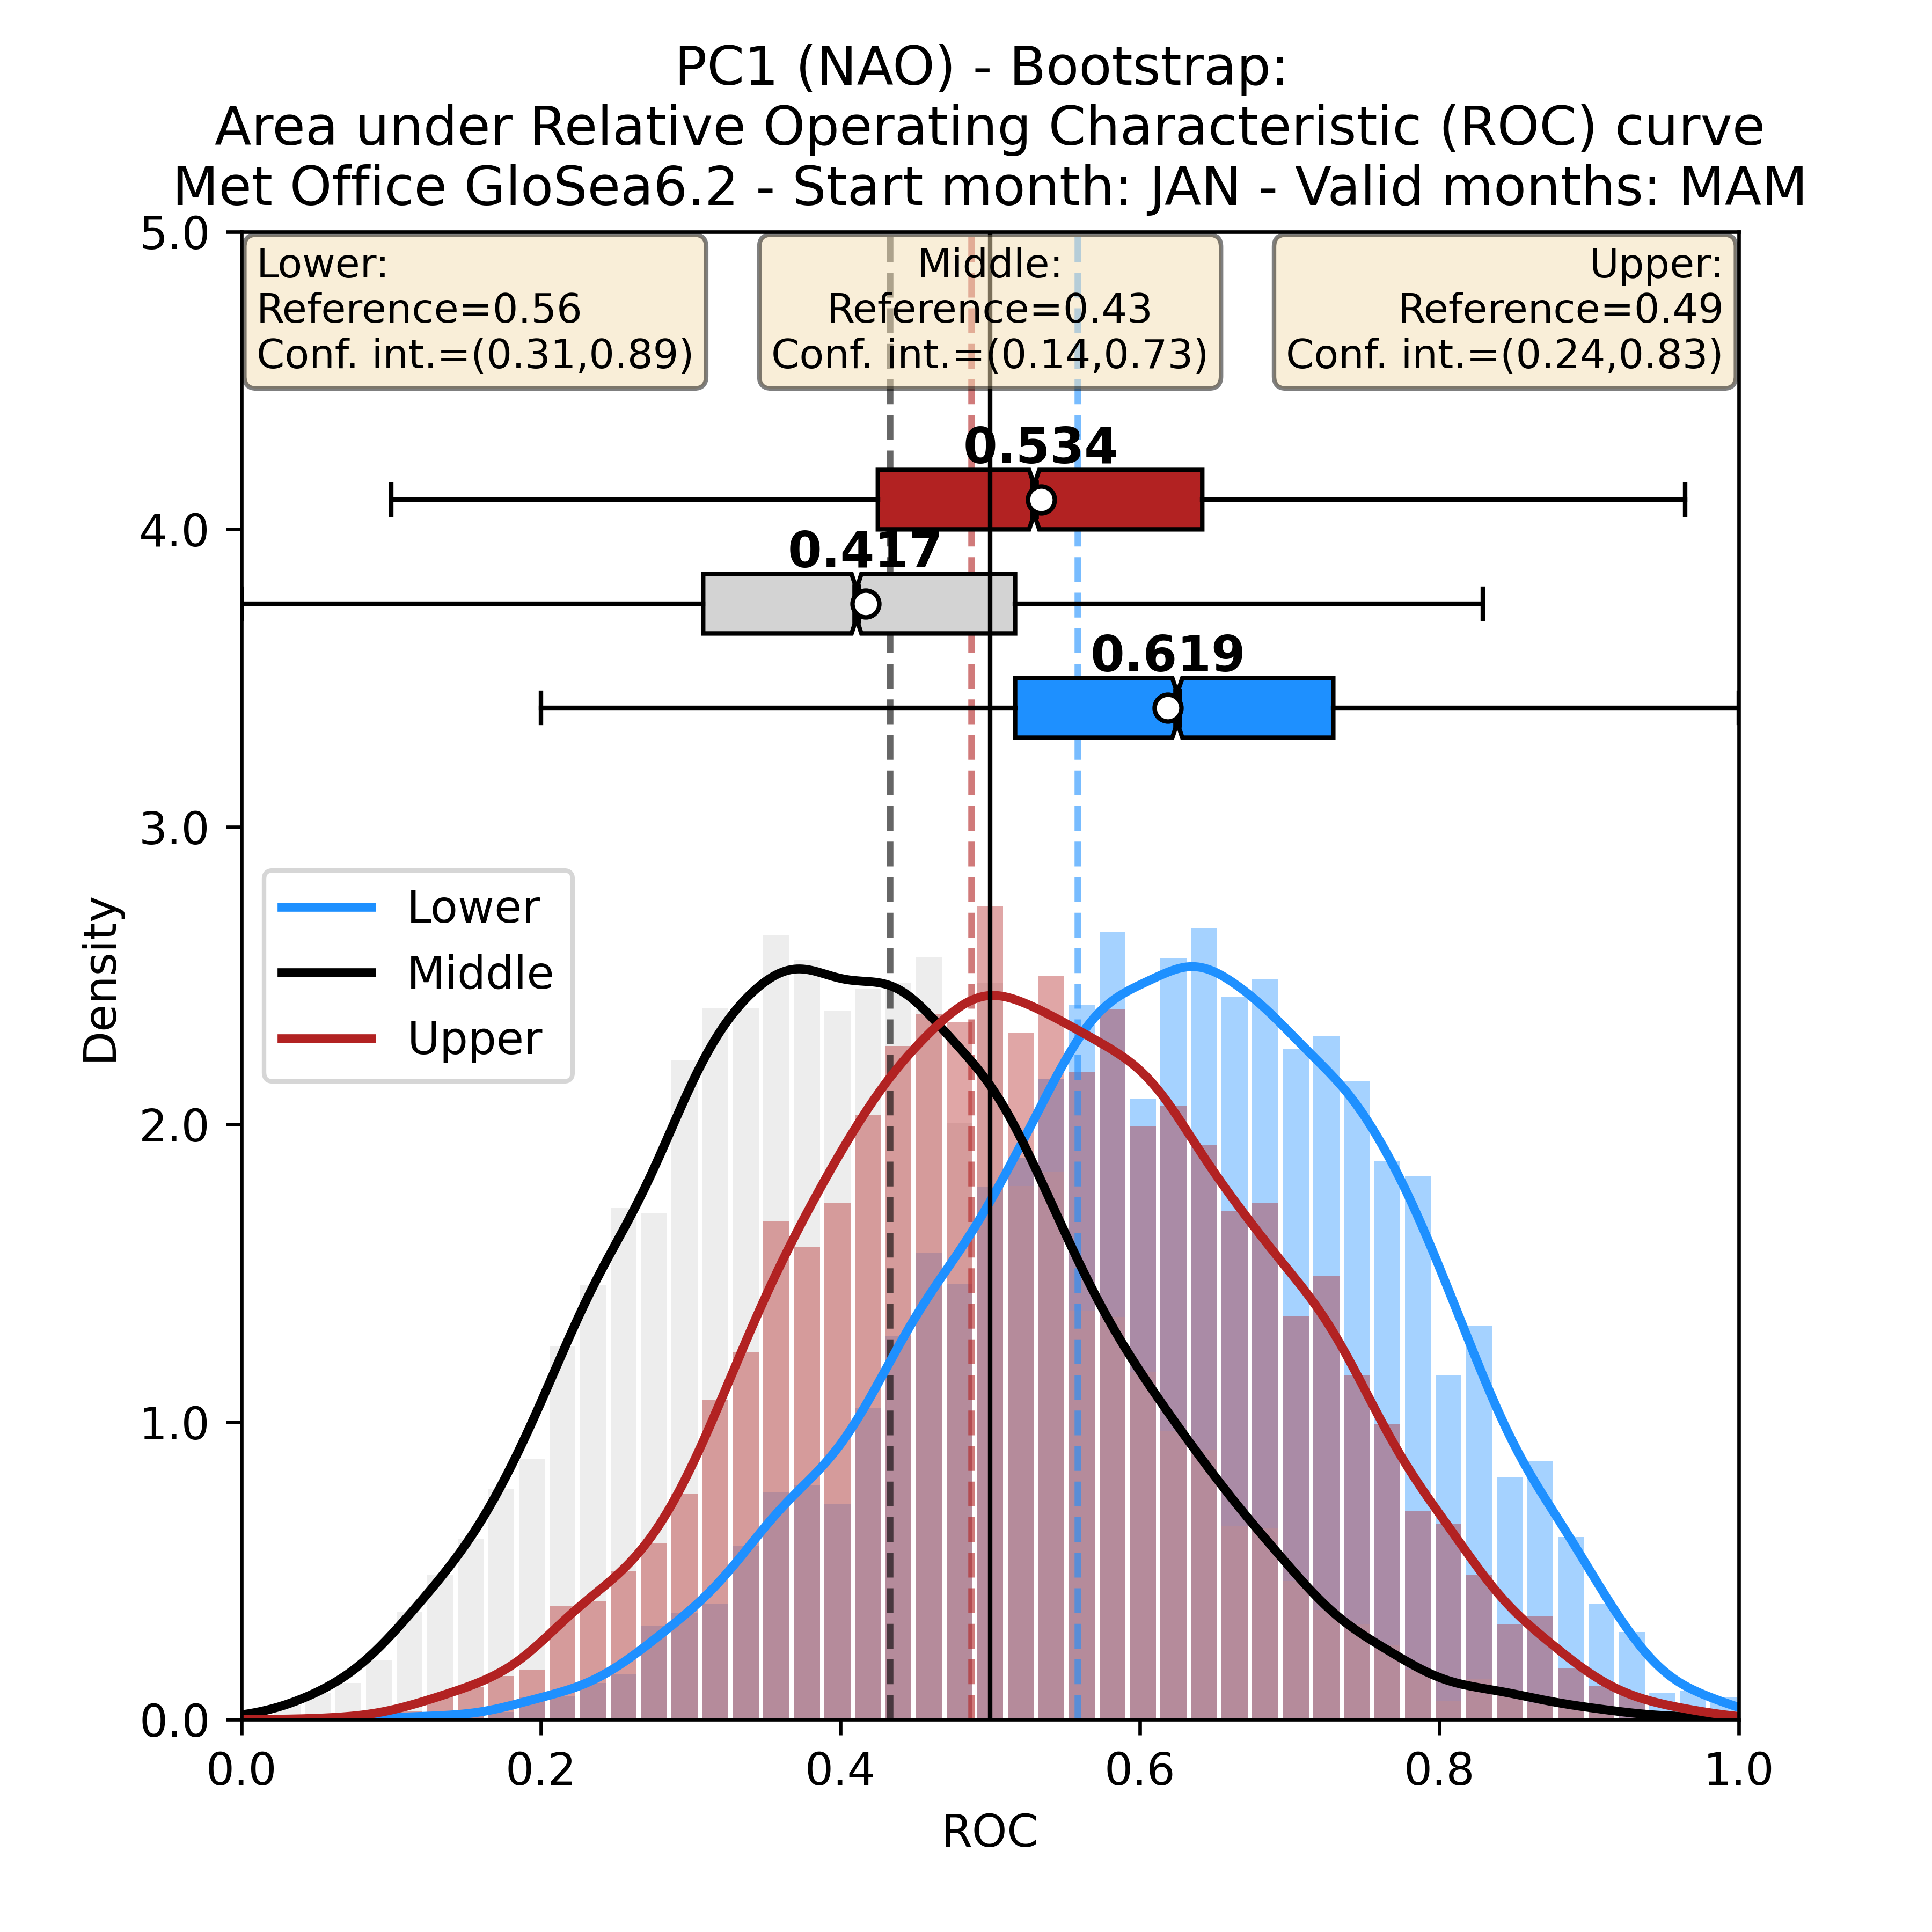 PC1 (NAO) - Bootstrap:
Area under Relative Operating Characteristic (ROC) curve
Met Office GloSea6.2 - Start month: JAN - Valid months: MAM
Lower:
Reference=0.56
Conf. int.=(0.31,0.89)
Middle:
Reference=0.43
Conf. int.=(0.14,0.73)
Upper:
Reference=0.49
Conf. int.=(0.24,0.83)
0.534
0.417
0.619
Lower
Middle
Upper
Density
5.0
4.0
3.0
2.0
1.0
0.0
0.0 0.2 0.4 0.6 0.8 1.0
ROC